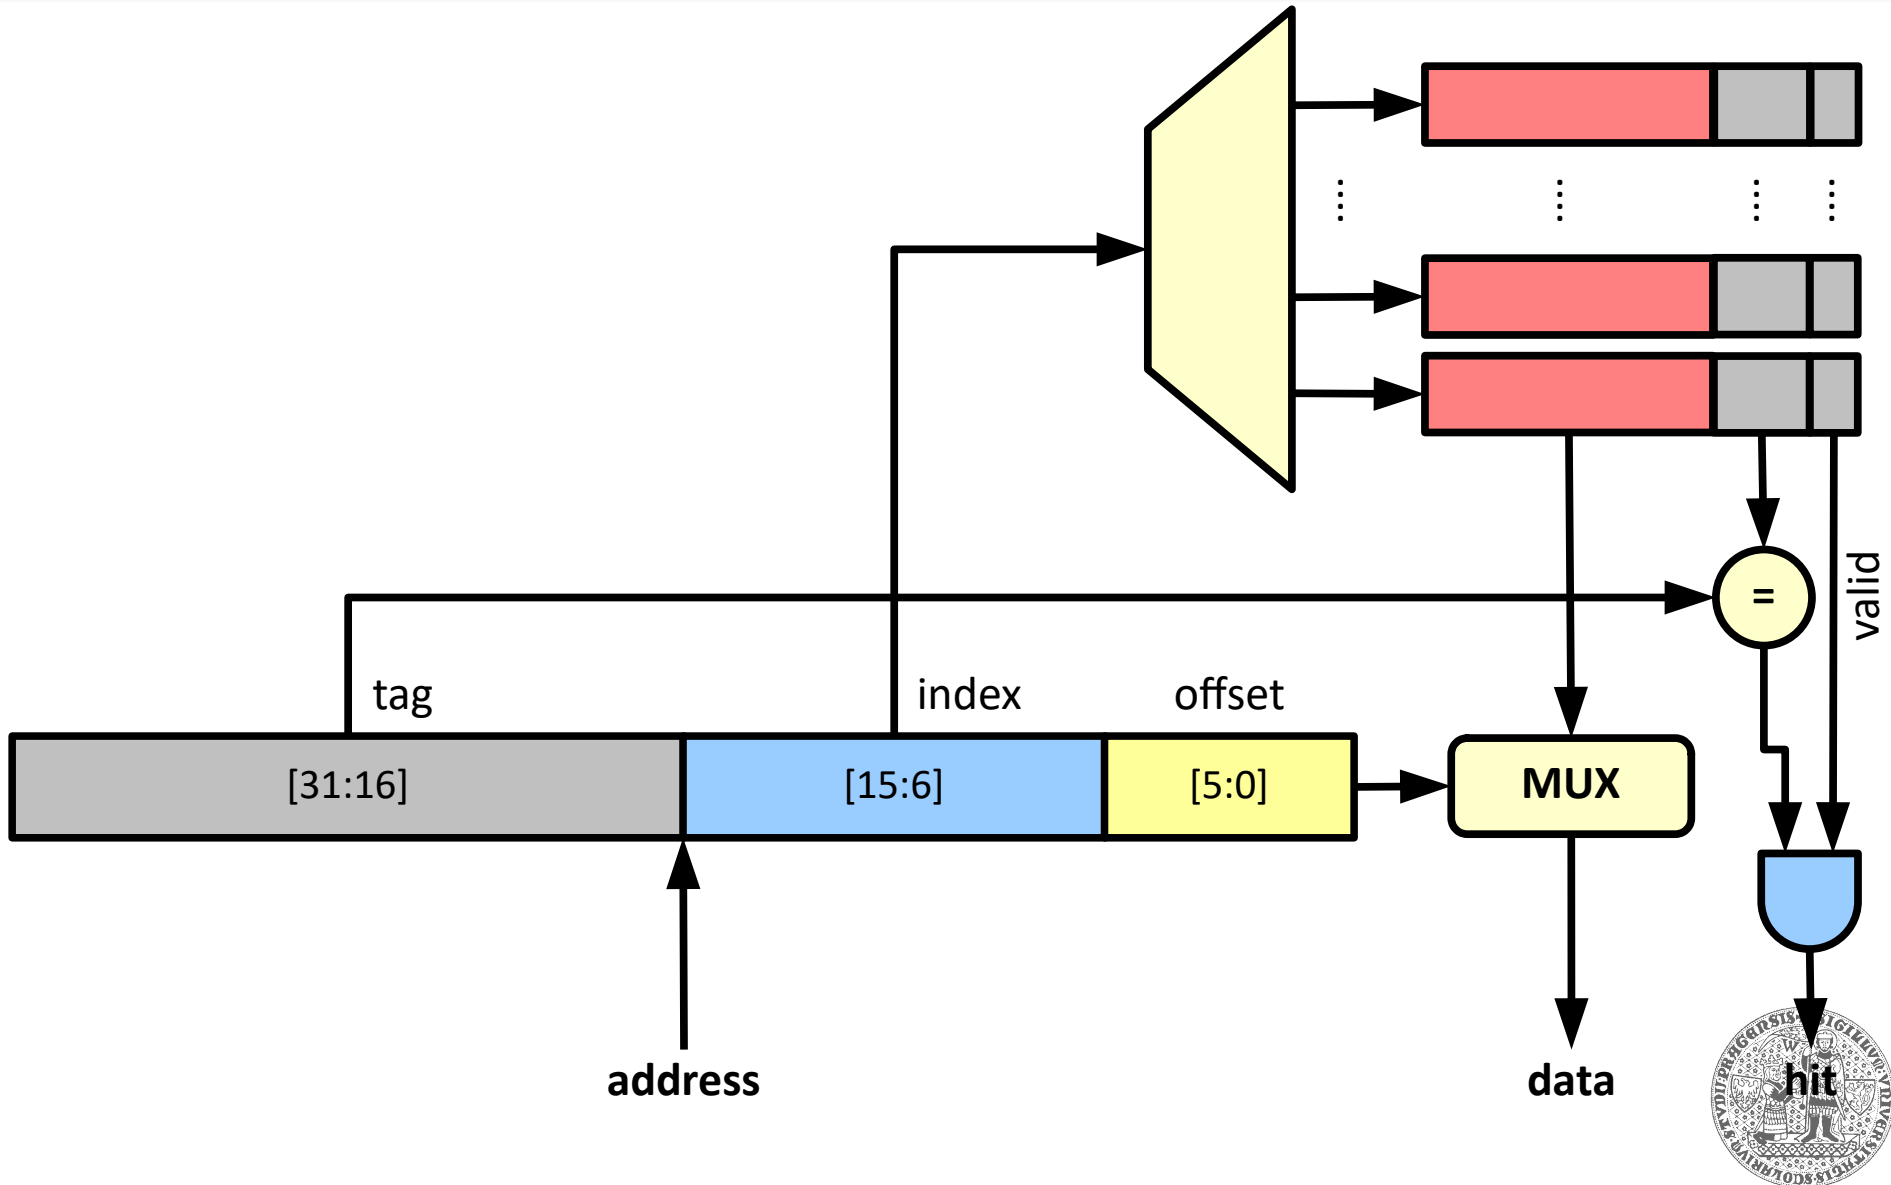 valid
=
tag
index
offset
[31:16]
[15:6]
[5:0]
MUX
address
data
hit